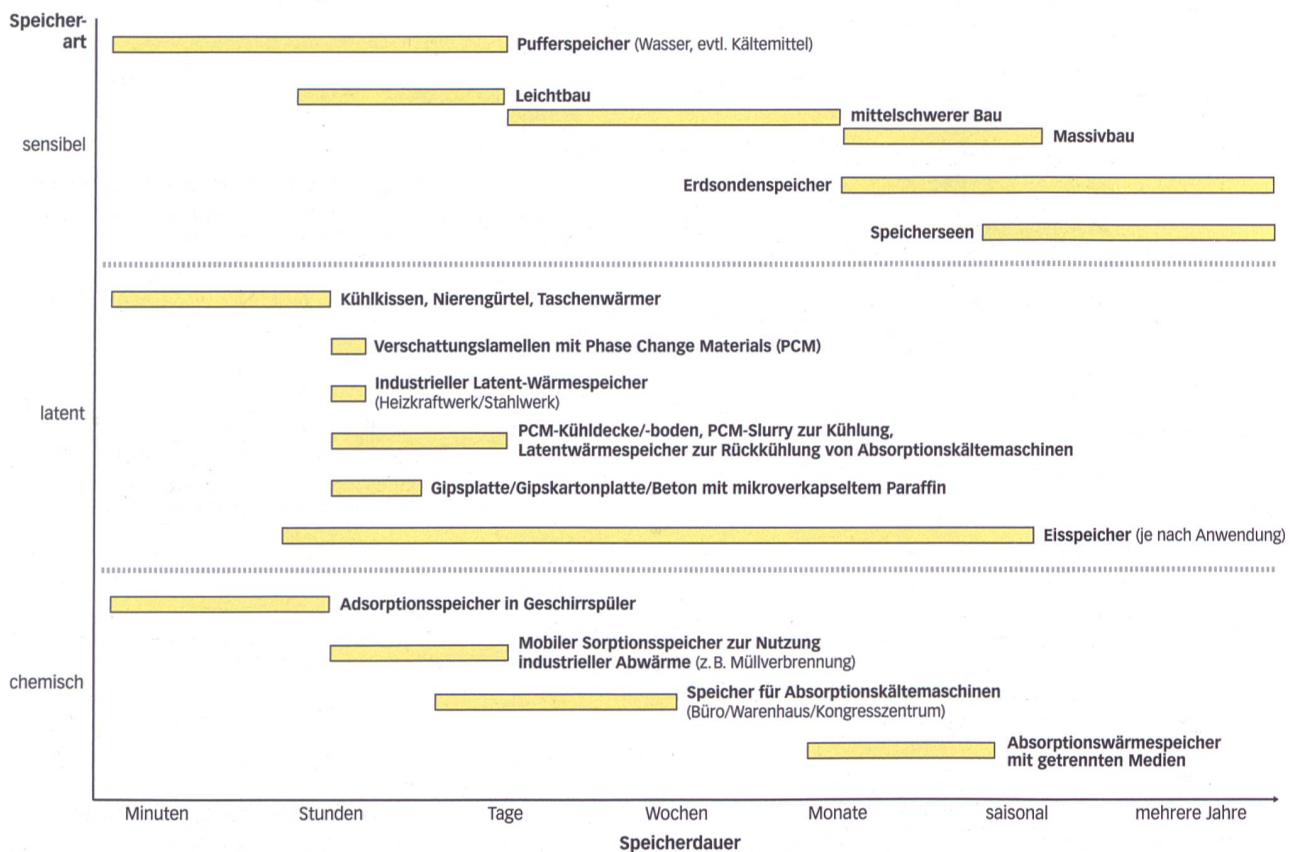 Speicher-
art
Pufferspeicher (Wasser, evtl. Kältemittel)
Leichtbau
mittelschwerer Bau
Massivbau
sensibel
Erdsondenspeicher
Speicherseen
Kühlkissen, Nierengürtel, Taschenwärmer
Verschattungslamellen mit Phase Change Materials (PCM)
Industrieller Latent-Wärmespeicher
(Heizkraftwerk/Stahlwerk)
latent
PCM-Kühldecke/-boden, PCM-Slurry zur Kühlung,
Latentwärmespeicher zur Rückkühlung von Absorptionskältemaschinen
Gipsplatte/Gipskartonplatte/Beton mit mikroverkapseltem Paraffin
Eisspeicher (je nach Anwendung)
Adsorptionsspeicher in Geschirrspüler
Mobiler Sorptionsspeicher zur Nutzung
industrieller Abwärme (z. B. Müllverbrennung)
chemisch
Speicher für Absorptionskältemaschinen
(Büro/Warenhaus/Kongresszentrum)
Absorptionswärmespeicher
mit getrennten Medien
Minuten Stunden Tage Wochen Monate saisonal mehrere Jahre
Speicherdauer